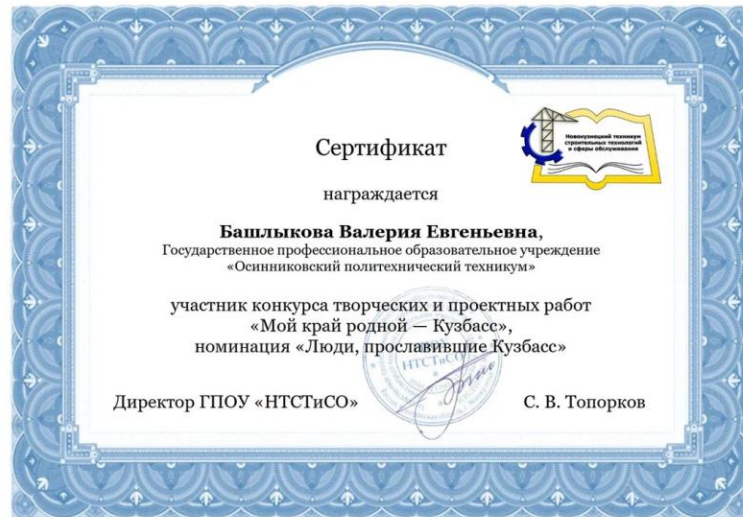 Сертификат
Новокузнецкий техникум
строительных технологий
и сферы обслуживания
награждается
Башлыкова Валерия Евгеньевна,
Государственное профессиональное образовательное учреждение
«Осинниковский политехнический техникум»
участник конкурса творческих и проектных работ
«Мой край родной — Кузбасс»,
номинация «Люди, прославившие Кузбасс»
НТСТиСО
Директор ГПОУ «НТСТиСО»
С. В. Топорков